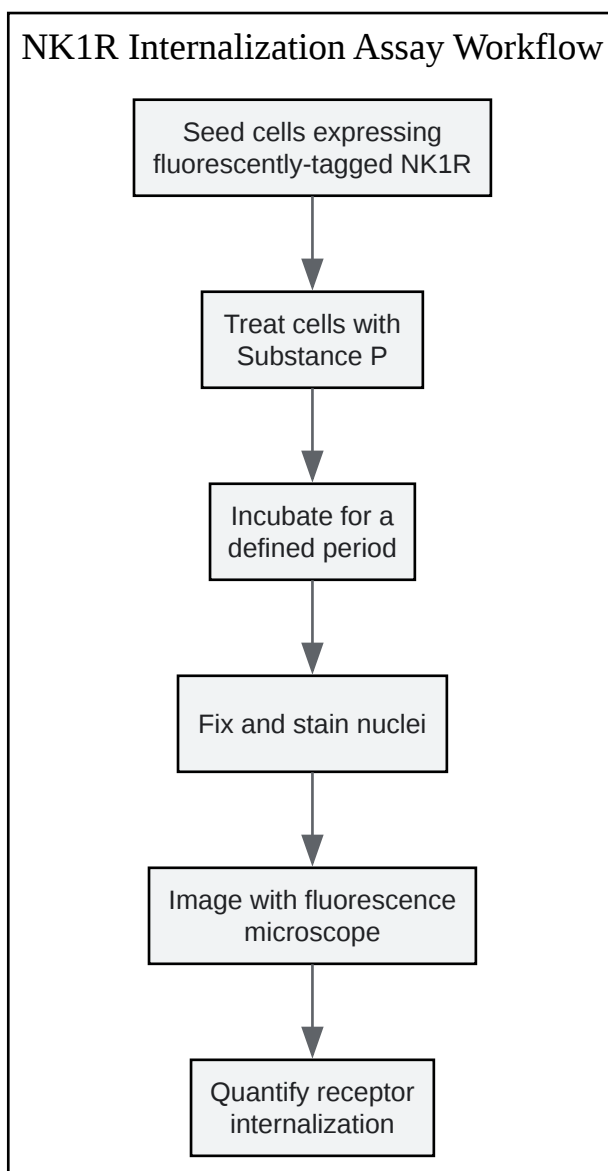 NK1R Internalization Assay Workflow
Seed cells expressing
fluorescently-tagged NK1R
Treat cells with
Substance P
Incubate for a
defined period
Fix and stain nuclei
Image with fluorescence
microscope
Quantify receptor
internalization